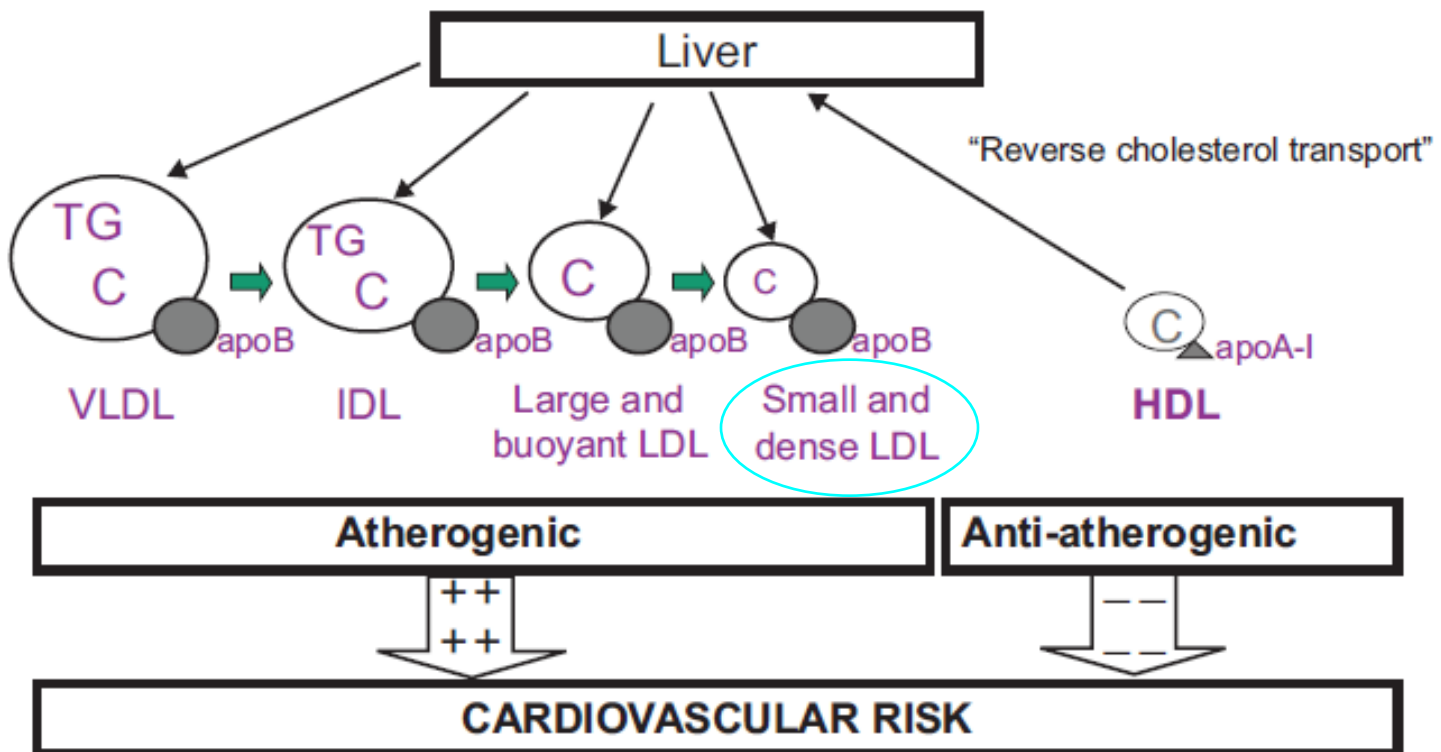 Liver
“Reverse cholesterol transport”
TG
C
apoB
TG
C
apoB
C
apoB
C
apoB
C
apoA-I
VLDL
IDL
Large and
buoyant LDL
Small and
dense LDL
HDL
Atherogenic
Anti-atherogenic
++
++
– –
– –
CARDIOVASCULAR RISK